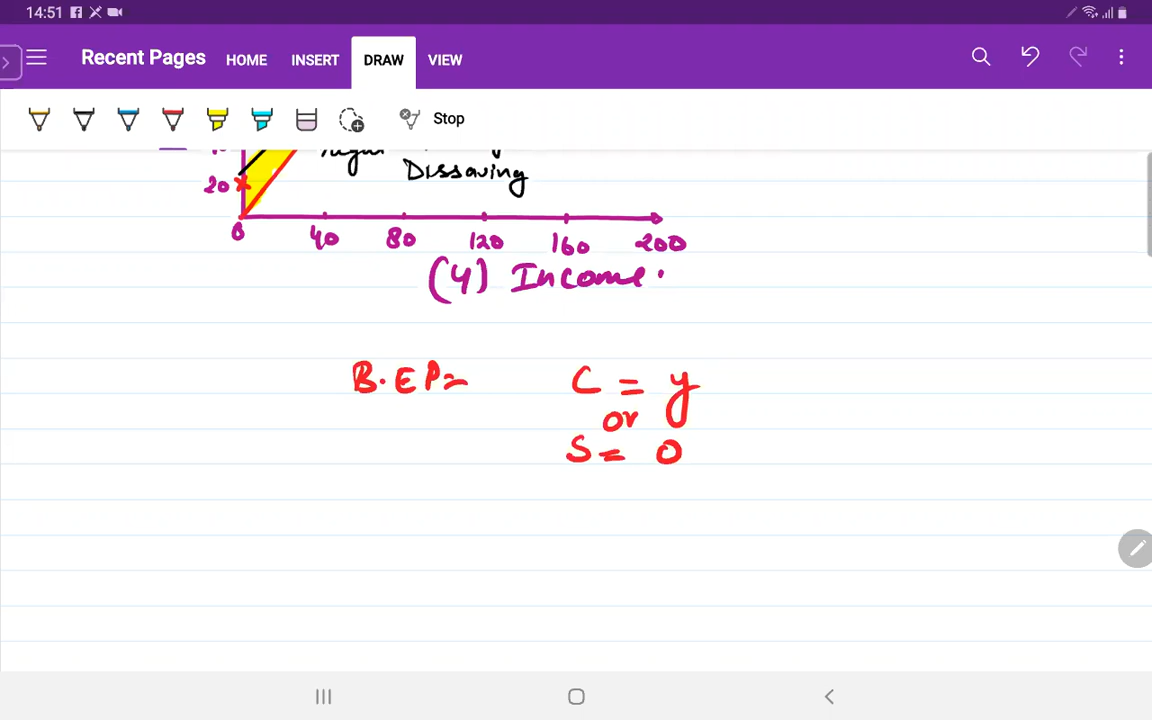 14:51
Recent Pages HOME INSERT DRAW VIEW
Stop
20 Dissaving
0 40 80 120 160 200
(Y) Income
B.EP= C = y
or
S = 0